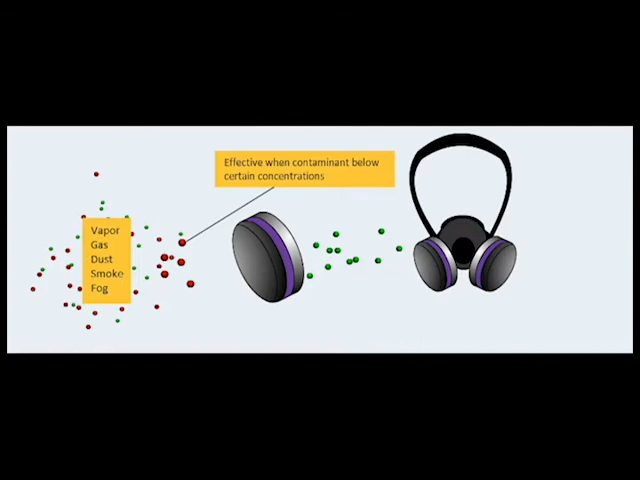 Effective when contaminant below
certain concentrations
Vapor
Gas
Dust
Smoke
Fog